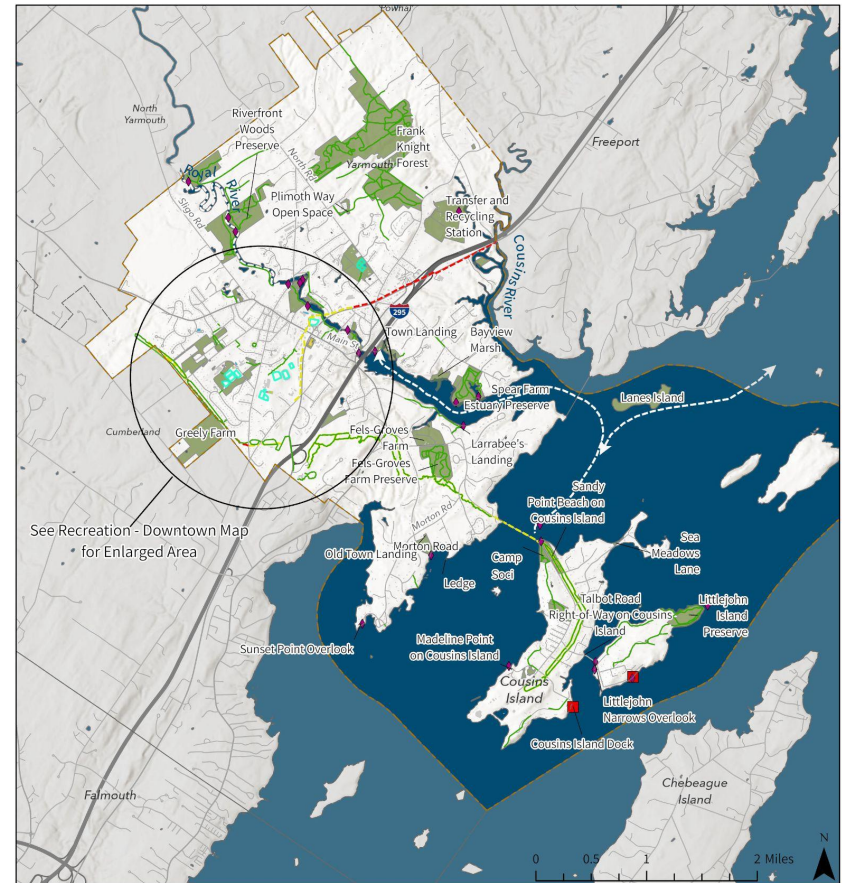 Pownal
North
Yarmouth
Riverfront
Woods
Preserve
Frank
Knight
Forest
Yarmouth
Freeport
North Rd
Royal
River
Sligo Rd
Plimoth Way
Open Space
Transfer and
Recycling
Station
Cousins River
295
Town Landing
Bayview
Marsh
Main St
Spear Farm
Estuary Preserve
Lanes Island
Cumberland
Greely Farm
Fels-Groves
Farm
Fels-Groves
Farm Preserve
Larrabee's
Landing
Sandy
Point Beach on
Cousins Island
See Recreation - Downtown Map
for Enlarged Area
Morton Rd
Old Town Landing
Morton Road
Ledge
Camp
Soci
Sea
Meadows
Lane
Talbot Road
Right-of-Way on Cousins
Island
Littlejohn
Island
Preserve
Sunset Point Overlook
Madeline Point
on Cousins Island
Cousins
Island
Littlejohn
Narrows Overlook
Cousins Island Dock
Falmouth
Chebeague
Island
N
0 0.5 1 2 Miles